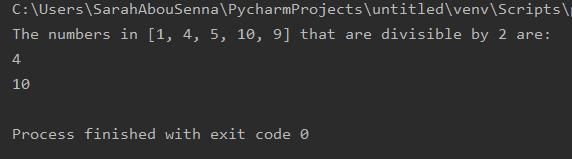 C:\Users\SarahAbouSenna\PycharmProjects\untitled\venv\Scripts\
The numbers in [1, 4, 5, 10, 9] that are divisible by 2 are:
4
10
Process finished with exit code 0